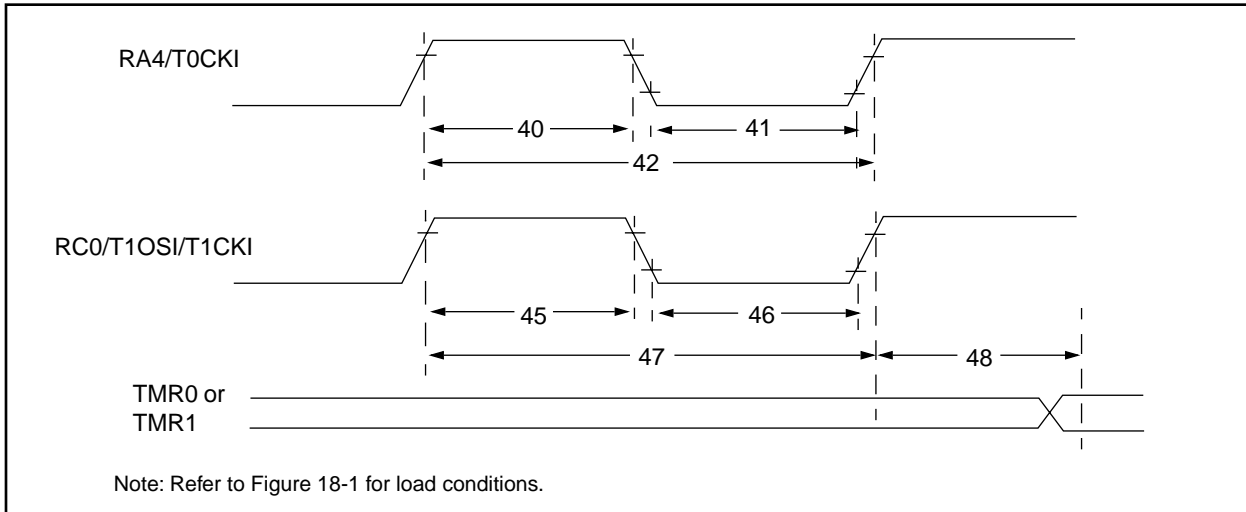 RA4/T0CKI
40
41
42
RC0/T1OSI/T1CKI
45
46
47
48
TMR0 or
TMR1
Note: Refer to Figure 18-1 for load conditions.